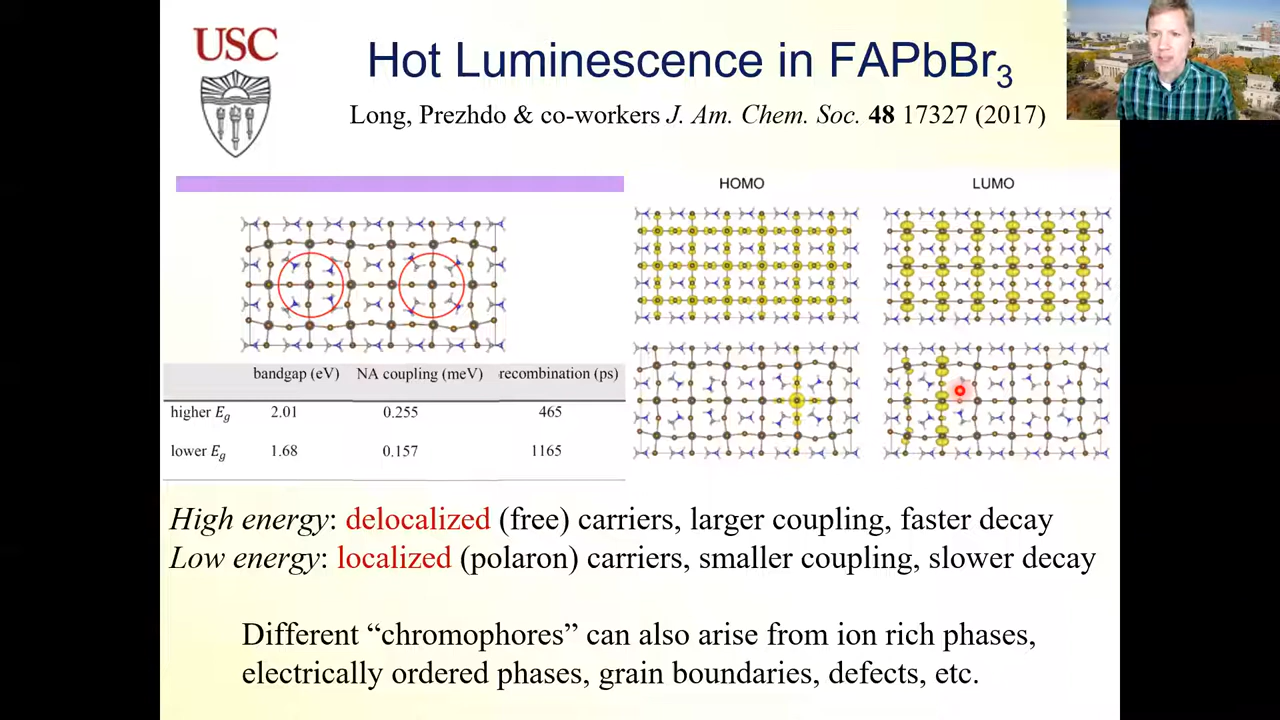 USC
Hot Luminescence in FAPbBr₃
Long, Prezhdo & co-workers J. Am. Chem. Soc. 48 17327 (2017)
HOMO
LUMO
bandgap (eV) NA coupling (meV) recombination (ps)
higher E_g 2.01 0.255 465
lower E_g 1.68 0.157 1165
High energy: delocalized (free) carriers, larger coupling, faster decay
Low energy: localized (polaron) carriers, smaller coupling, slower decay
Different “chromophores” can also arise from ion rich phases,
electrically ordered phases, grain boundaries, defects, etc.